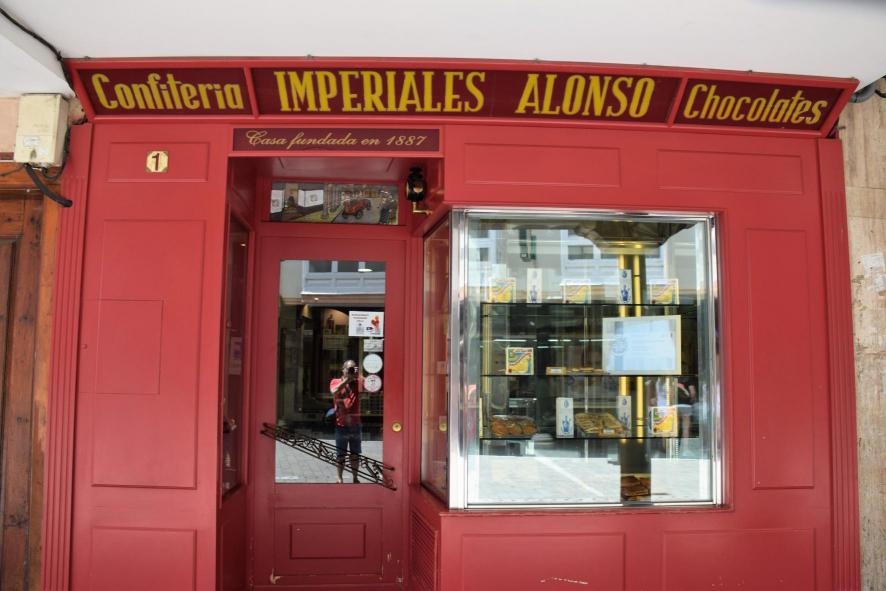 Confiteria IMPERIALES ALONSO Chocolates
Casa fundada en 1887
1